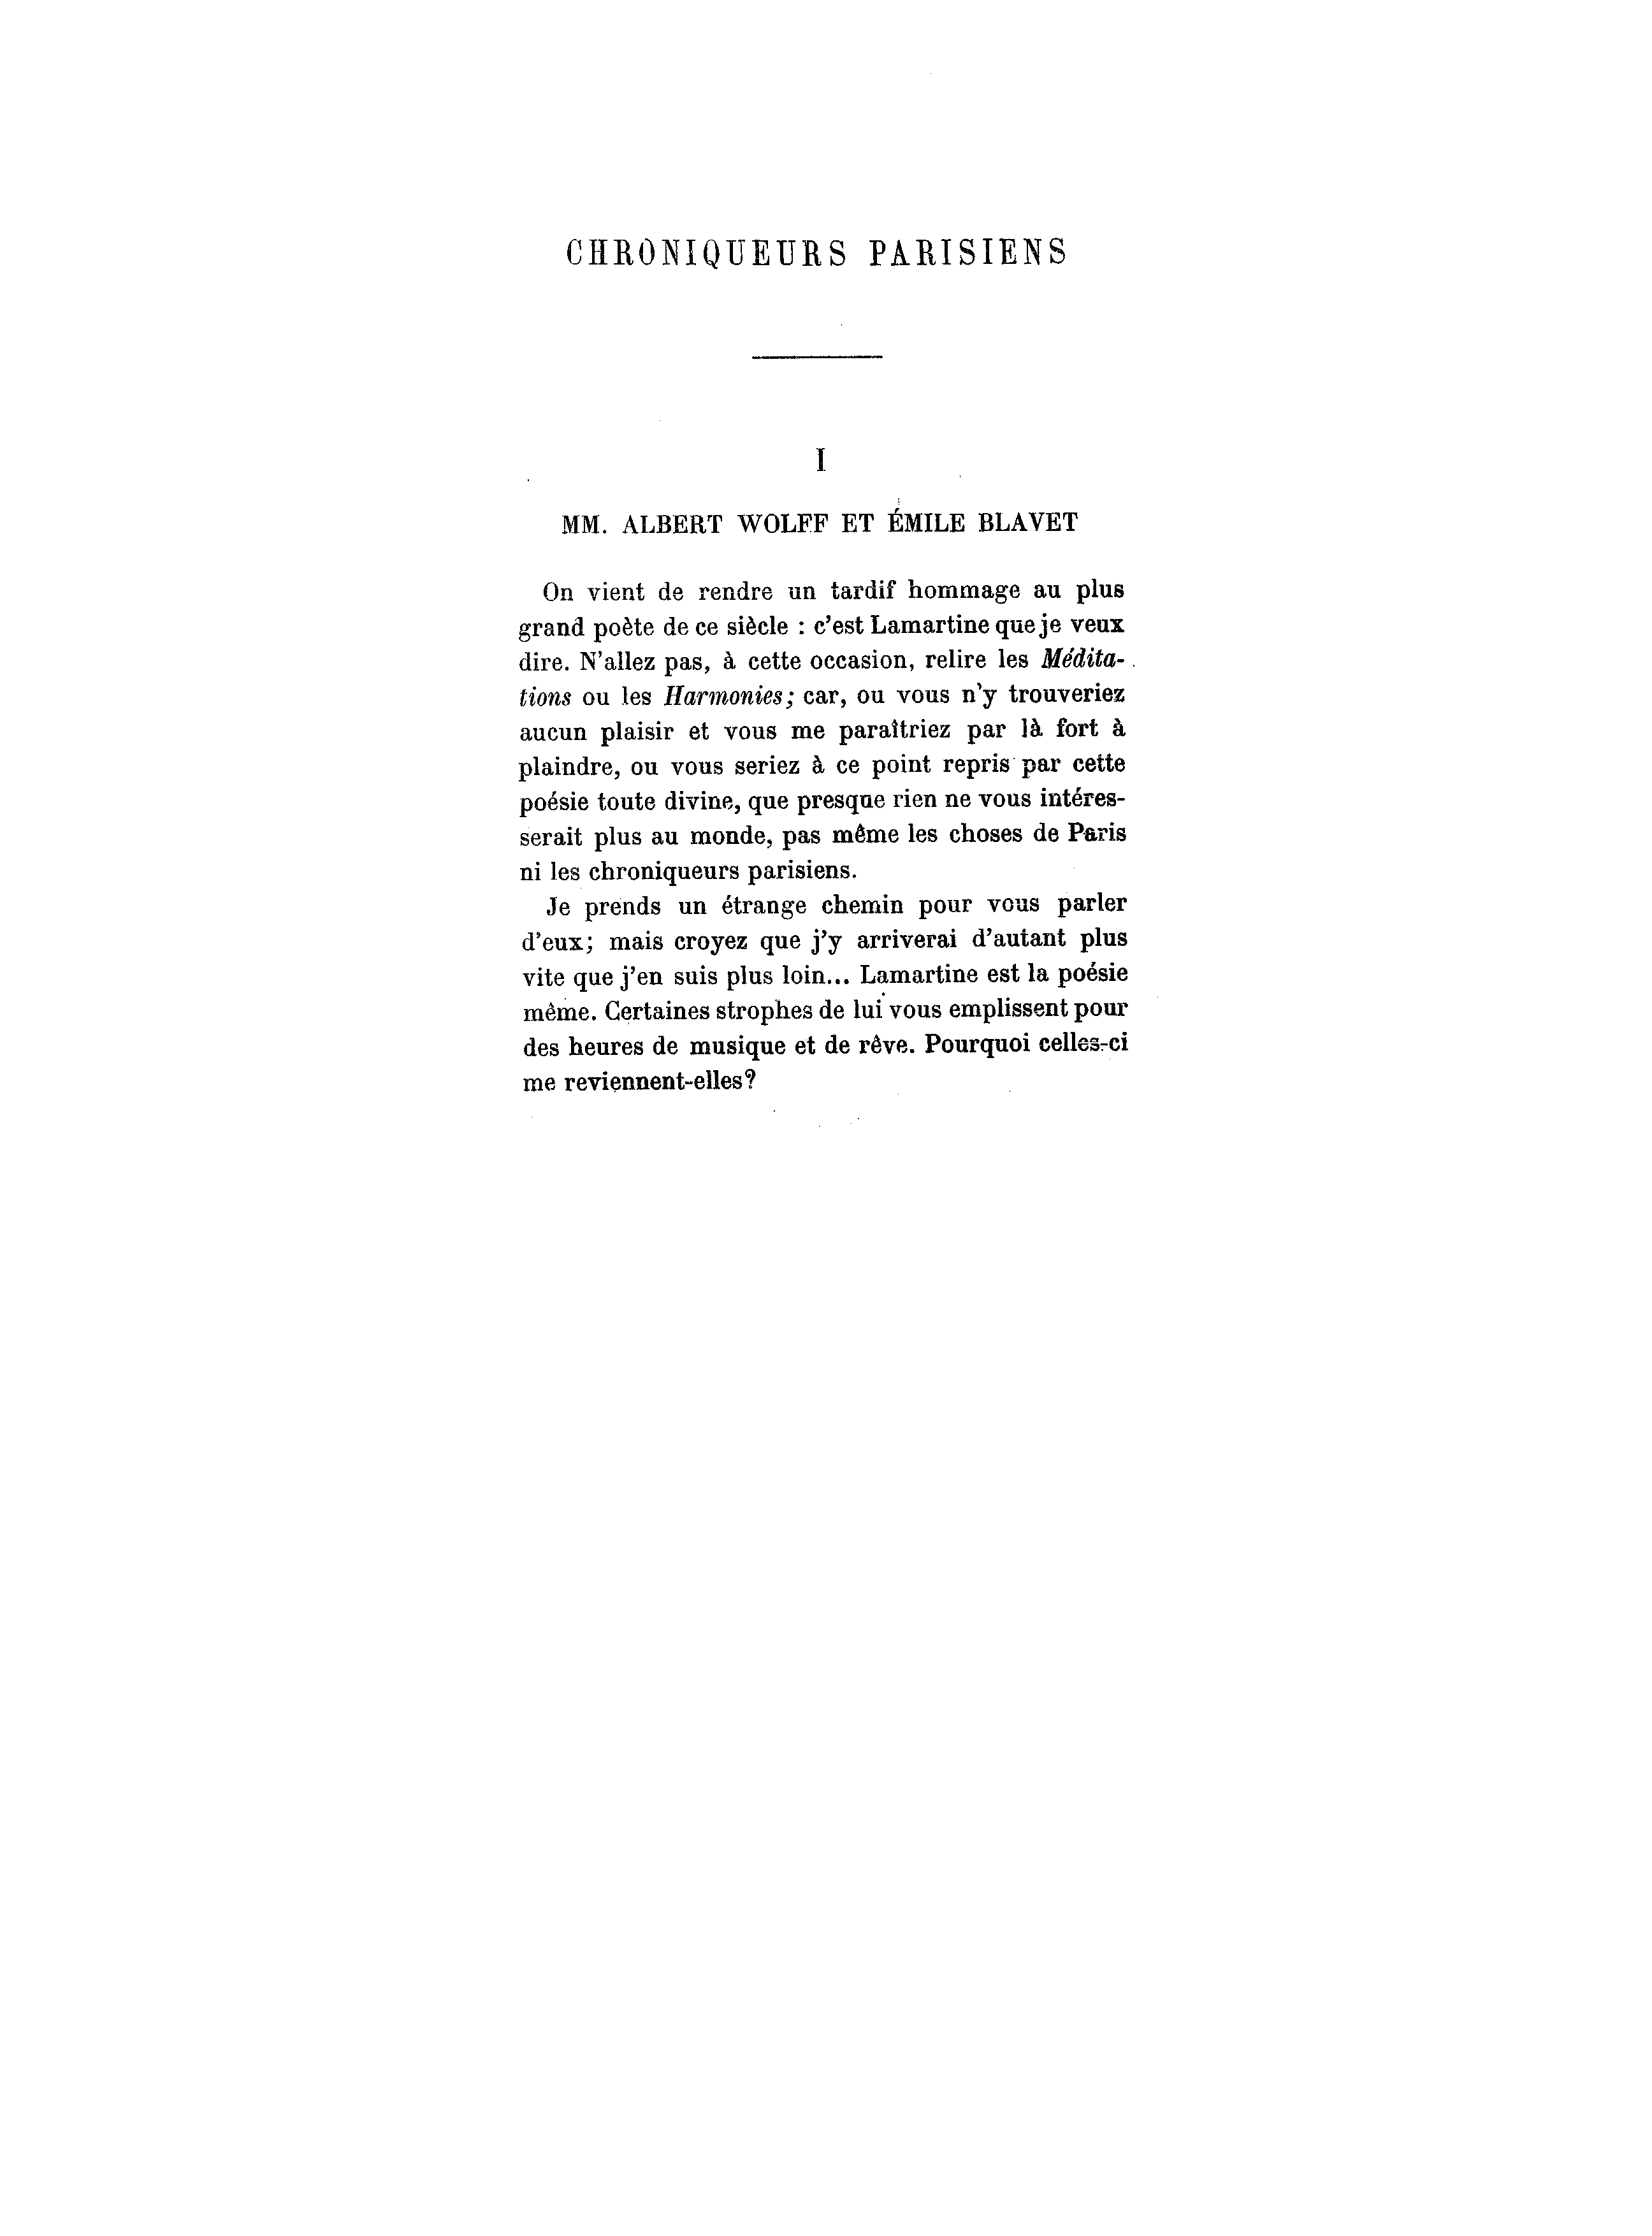 CHRONIQUEURS PARISIENS
I
MM. ALBERT WOLFF ET ÉMILE BLAVET
On vient de rendre un tardif hommage au plus
grand poète de ce siècle : c'est Lamartine que je veux
dire. N'allez pas, à cette occasion, relire les Médita-
tions ou les Harmonies; car, ou vous n'y trouveriez
aucun plaisir et vous me paraîtriez par là fort à
plaindre, ou vous seriez à ce point repris par cette
poésie toute divine, que presque rien ne vous intéres-
serait plus au monde, pas même les choses de Paris
ni les chroniqueurs parisiens.
Je prends un étrange chemin pour vous parler
d'eux; mais croyez que j'y arriverai d'autant plus
vite que j'en suis plus loin... Lamartine est la poésie
même. Certaines strophes de lui vous emplissent pour
des heures de musique et de rêve. Pourquoi celles-ci
me reviennent-elles?